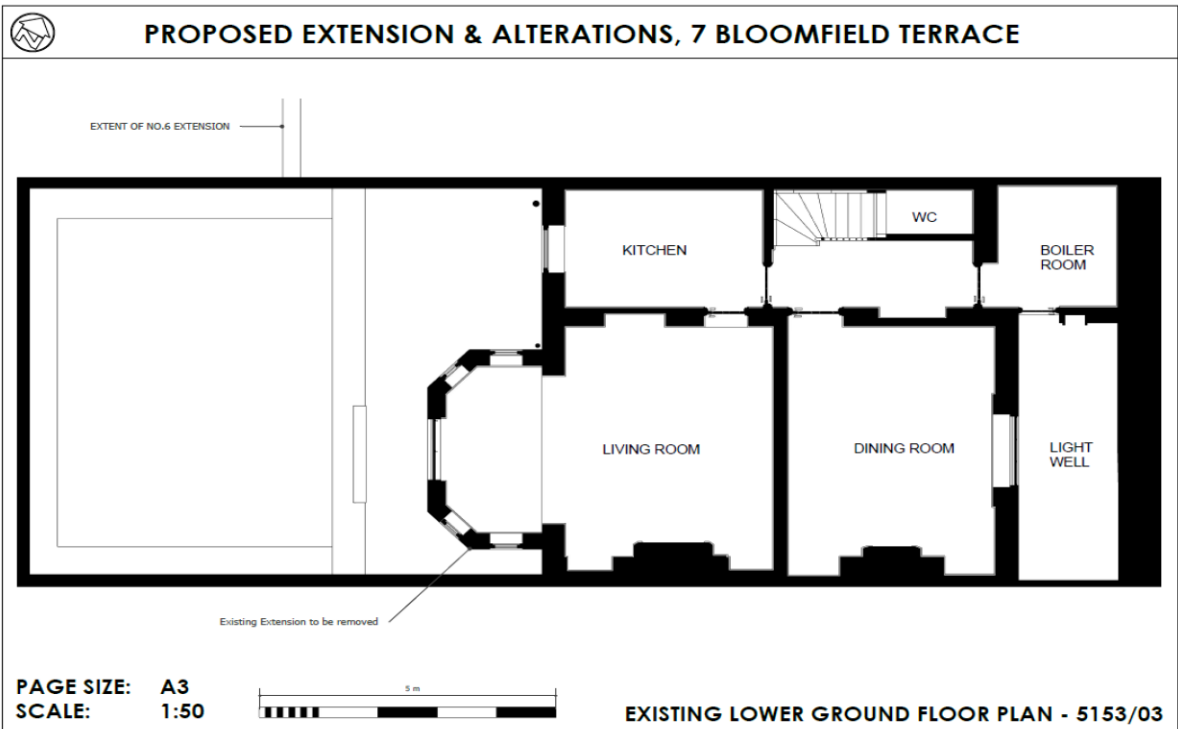 PROPOSED EXTENSION & ALTERATIONS, 7 BLOOMFIELD TERRACE
EXTENT OF NO.6 EXTENSION
WC
KITCHEN
BOILER
ROOM
LIVING ROOM
DINING ROOM
LIGHT
WELL
Existing Extension to be removed
PAGE SIZE: A3
SCALE: 1:50
5 m
EXISTING LOWER GROUND FLOOR PLAN - 5153/03